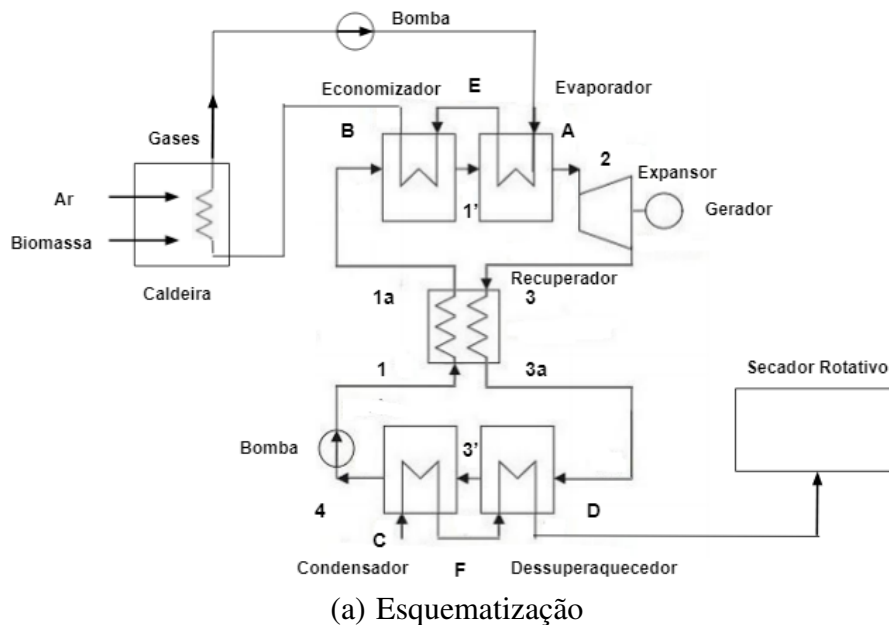 Bomba
Economizador
E
Evaporador
Gases
B
A
2
Expansor
Ar
1'
Gerador
Biomassa
Recuperador
Caldeira
1a
3
1
3a
Secador Rotativo
Bomba
3'
4
D
C
Condensador
F
Dessuperaquecedor
(a) Esquematização